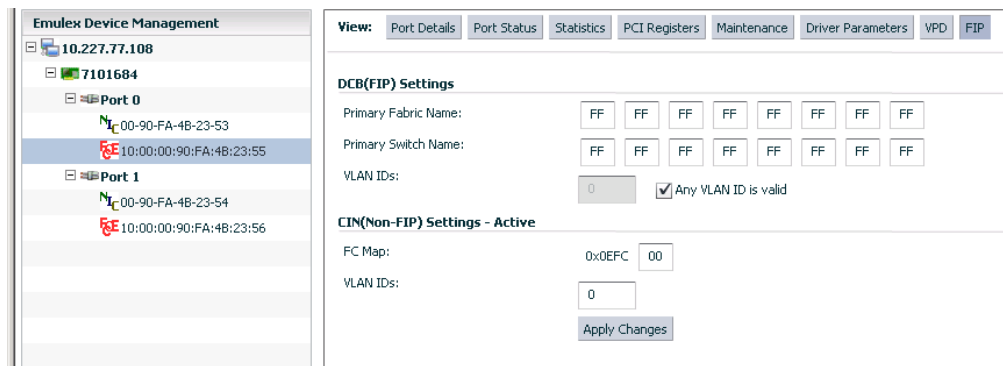 Emulex Device Management
10.227.77.108
7101684
Port 0
NIC 00-90-FA-4B-23-53
FCoE 10:00:00:90:FA:4B:23:55
Port 1
NIC 00-90-FA-4B-23-54
FCoE 10:00:00:90:FA:4B:23:56
View: Port Details Port Status Statistics PCI Registers Maintenance Driver Parameters VPD FIP
DCB(FIP) Settings
Primary Fabric Name: FF FF FF FF FF FF FF FF
Primary Switch Name: FF FF FF FF FF FF FF FF
VLAN IDs: 0 Any VLAN ID is valid
CIN(Non-FIP) Settings - Active
FC Map: 0x0EFC 00
VLAN IDs: 0
Apply Changes